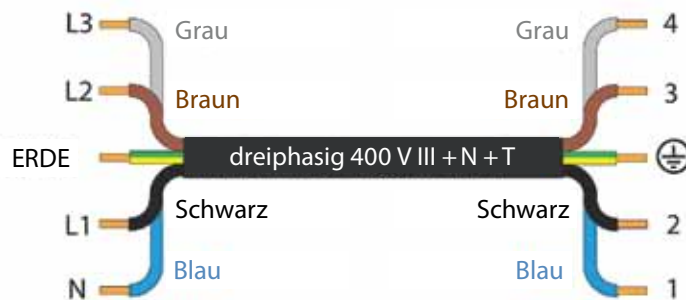 L3 Grau Grau 4
L2 Braun Braun 3
ERDE dreiphasig 400 V III + N + T
L1 Schwarz Schwarz 2
N Blau Blau 1